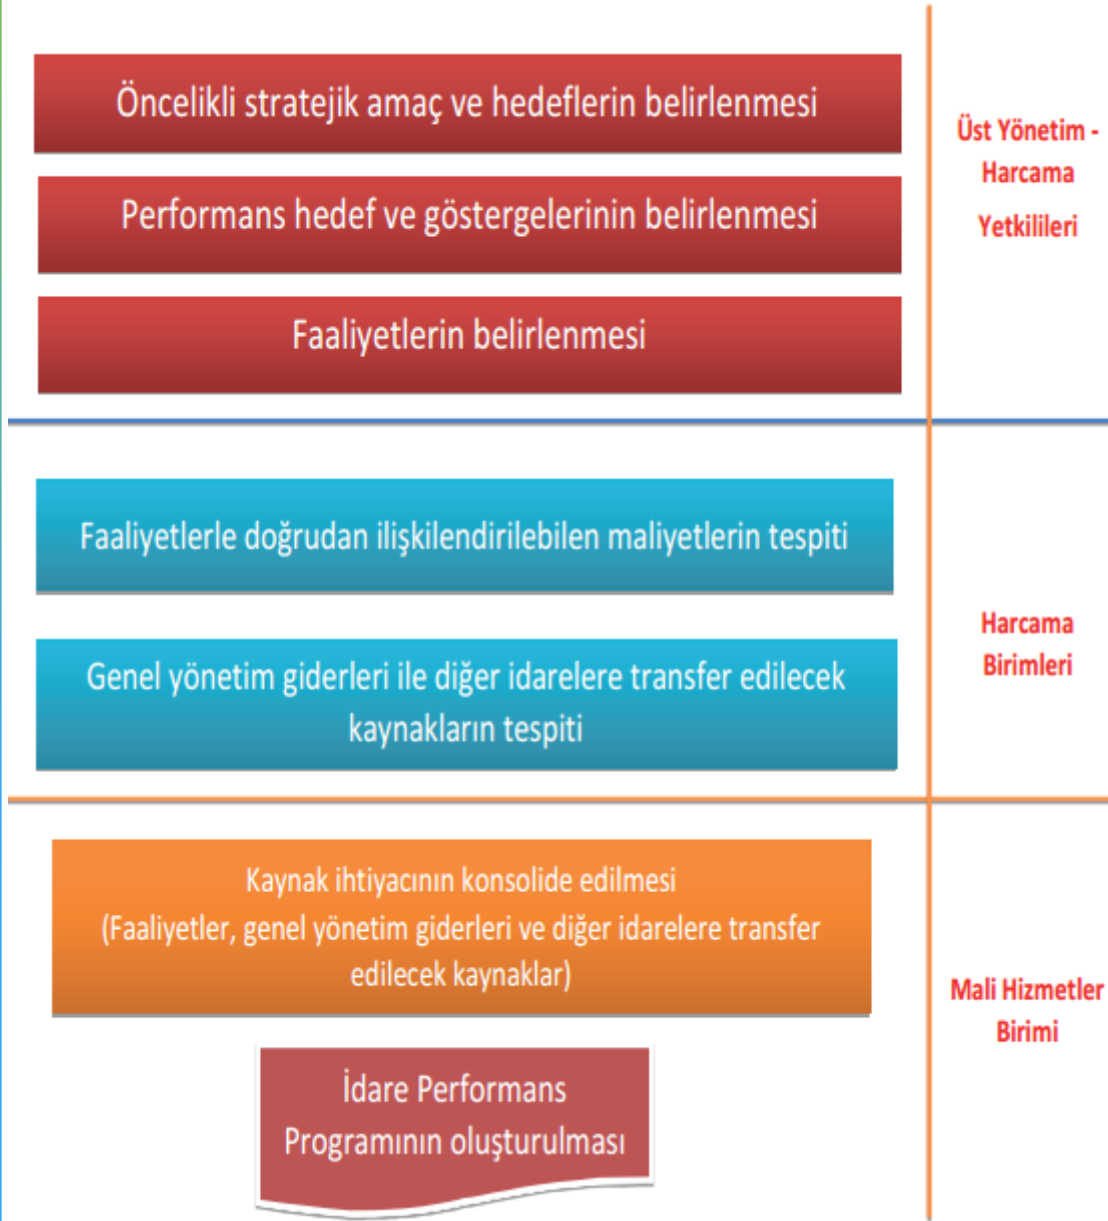 Öncelikli stratejik amaç ve hedeflerin belirlenmesi
Performans hedef ve göstergelerinin belirlenmesi
Faaliyetlerin belirlenmesi
Üst Yönetim -
Harcama
Yetkilileri
Faaliyetlerle doğrudan ilişkilendirilebilen maliyetlerin tespiti
Genel yönetim giderleri ile diğer idarelere transfer edilecek
kaynakların tespiti
Harcama
Birimleri
Kaynak ihtiyacının konsolide edilmesi
(Faaliyetler, genel yönetim giderleri ve diğer idarelere transfer
edilecek kaynaklar)
İdare Performans
Programının oluşturulması
Mali Hizmetler
Birimi